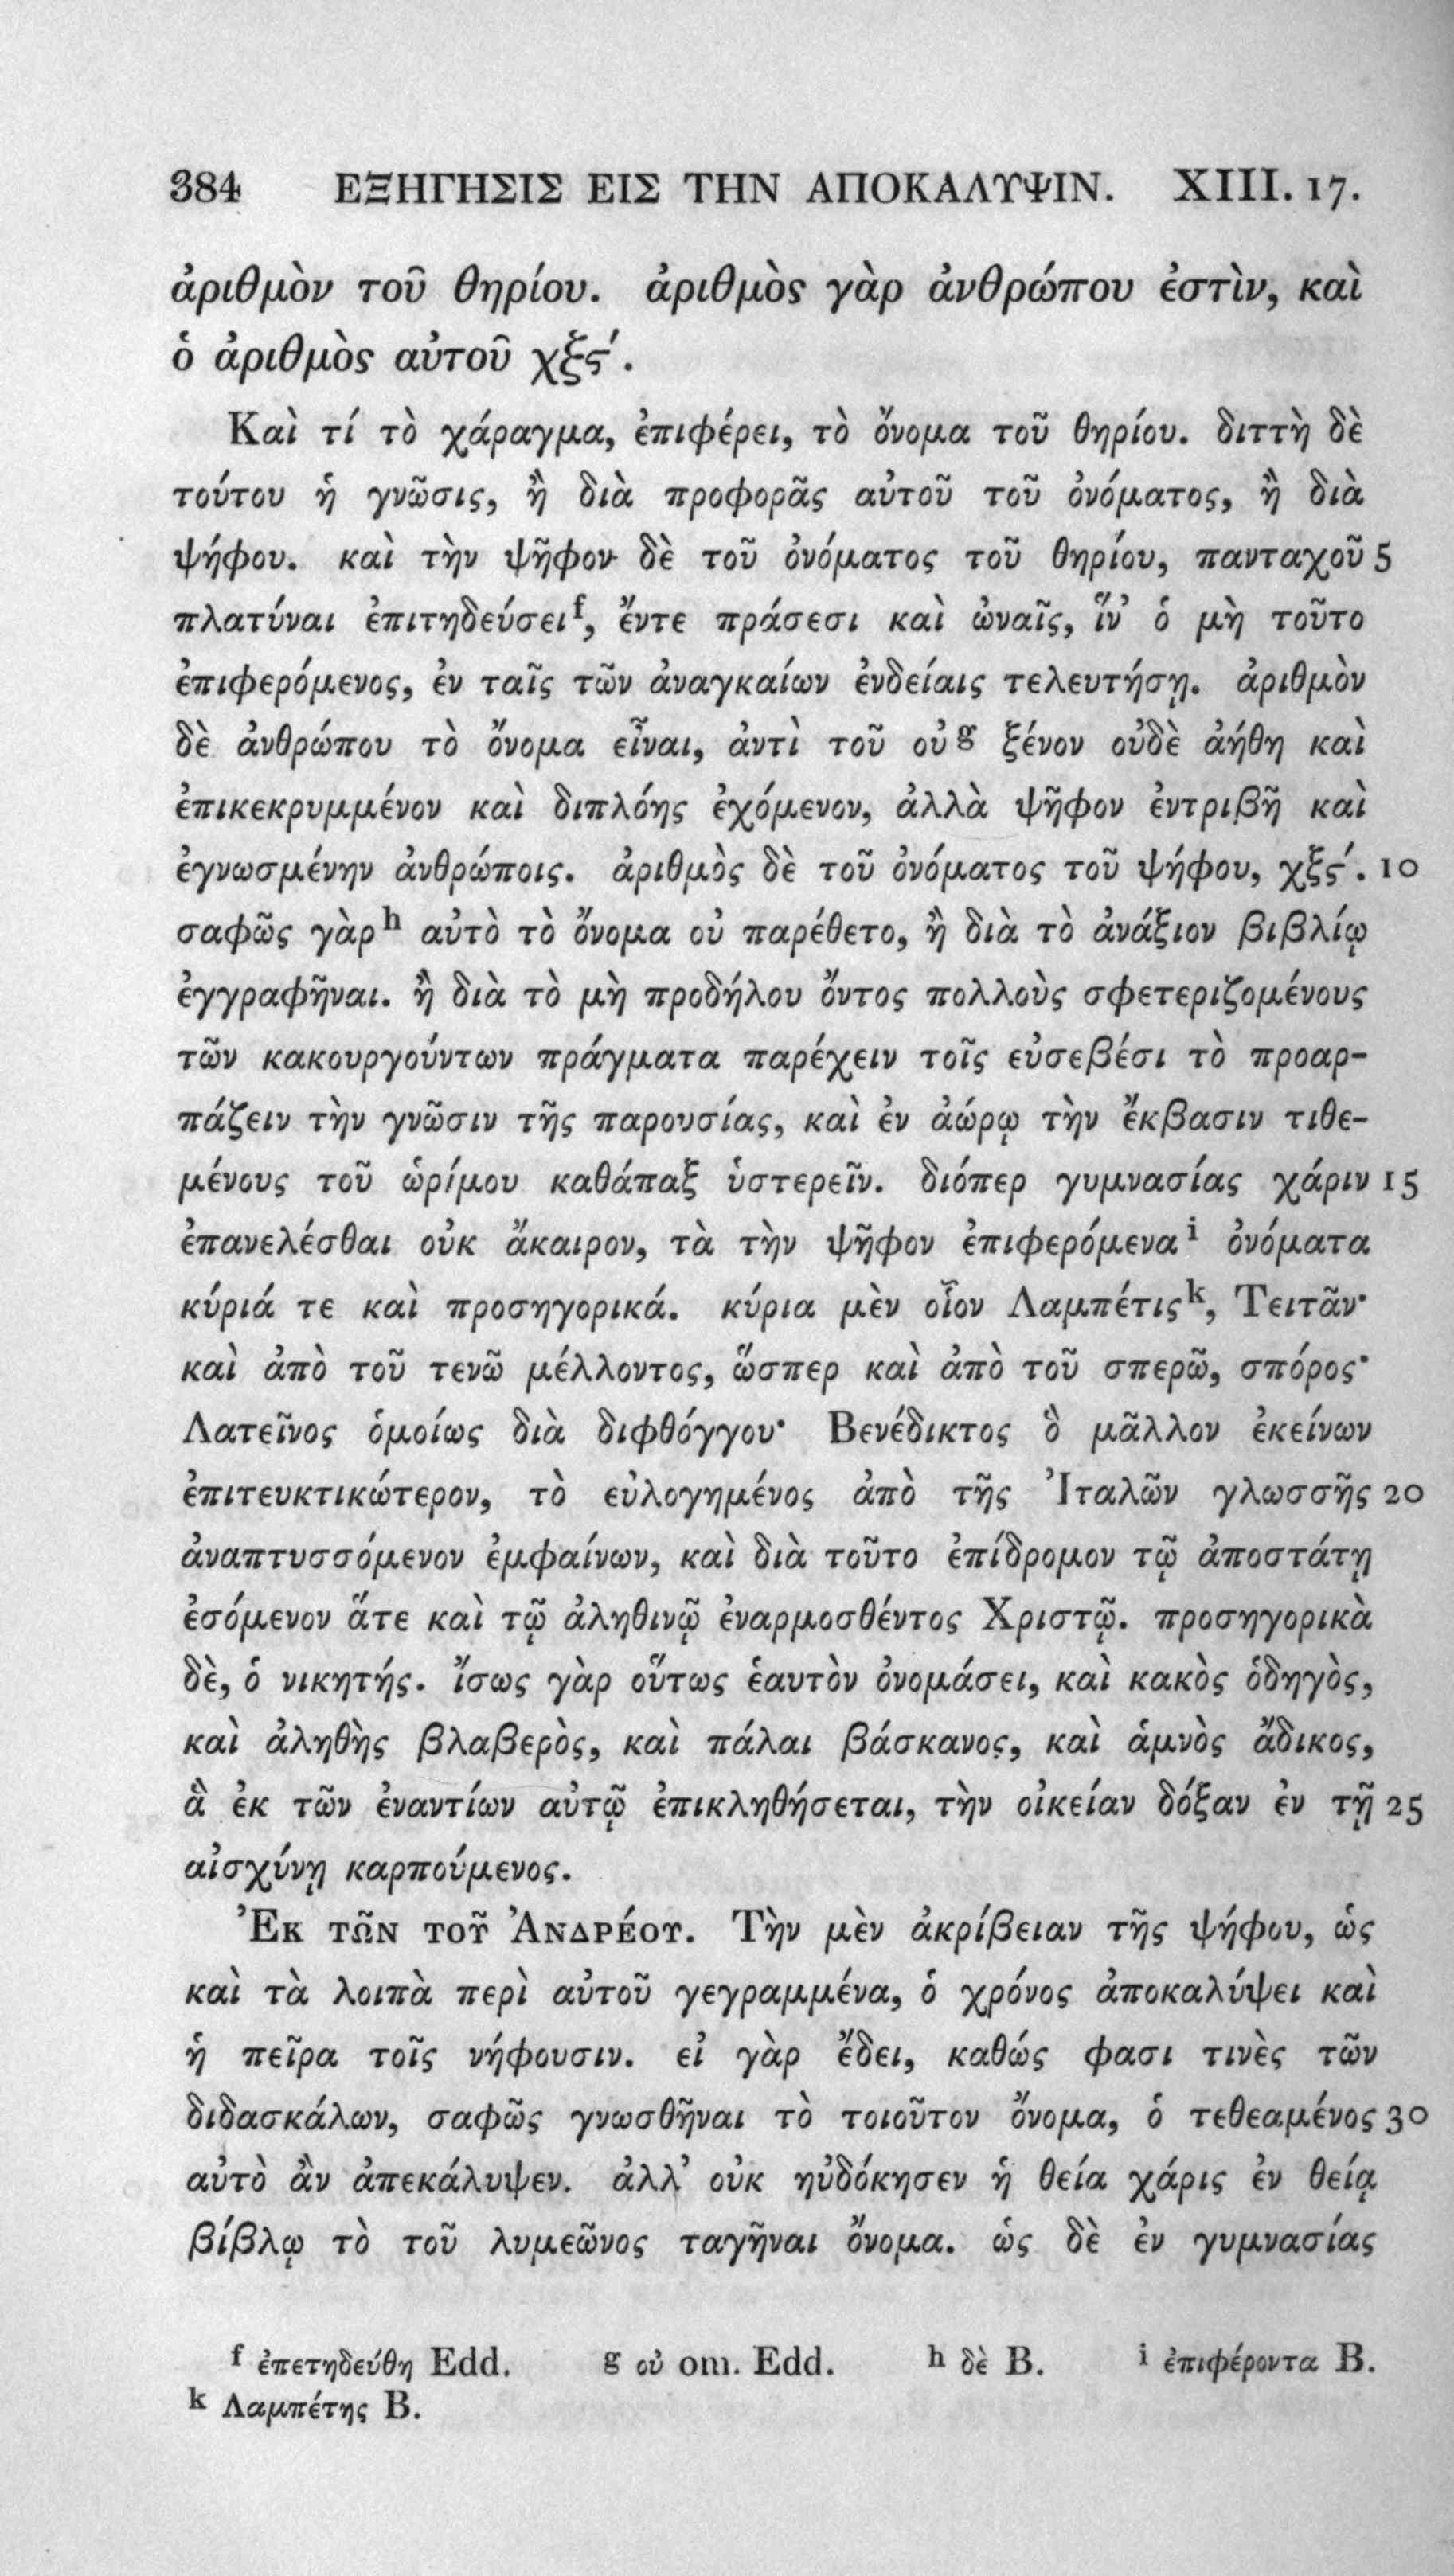 384 ΕΞΗΓΗΣΙΣ ΕΙΣ ΤΗΝ ΑΠΟΚΑΛΥΨΙΝ. XIII. 17.
ἀριθμὸν τοῦ θηρίου. ἀριθμὸς γὰρ ἀνθρώπου ἐστὶν, καὶ
ὁ ἀριθμὸς αὐτοῦ χξϛʹ.
Καὶ τί τὸ χάραγμα, ἐπιφέρει, τὸ ὄνομα τοῦ θηρίου. διττὴ δὲ
τούτου ἡ γνῶσις, ἢ διὰ προφορᾶς αὐτοῦ τοῦ ὀνόματος, ἢ διὰ
ψήφου. καὶ τὴν ψῆφον δὲ τοῦ ὀνόματος τοῦ θηρίου, πανταχοῦ 5
πλατύναι ἐπιτηδεύσει f, ἔντε πράσεσι καὶ ὠναῖς, ἵν’ ὁ μὴ τοῦτο
ἐπιφερόμενος, ἐν ταῖς τῶν ἀναγκαίων ἐνδείαις τελευτήσῃ. ἀριθμὸν
δὲ ἀνθρώπου τὸ ὄνομα εἶναι, ἀντὶ τοῦ οὐ g ξένον οὐδὲ ἀήθη καὶ
ἐπικεκρυμμένον καὶ διπλόης ἐχόμενον, ἀλλὰ ψῆφον ἐντριβῆ καὶ
ἐγνωσμένην ἀνθρώποις. ἀριθμὸς δὲ τοῦ ὀνόματος τοῦ ψήφου, χξϛʹ. 10
σαφῶς γὰρ h αὐτὸ τὸ ὄνομα οὐ παρέθετο, ἢ διὰ τὸ ἀνάξιον βιβλίῳ
ἐγγραφῆναι. ἢ διὰ τὸ μὴ προδήλου ὄντος πολλοὺς σφετεριζομένους
τῶν κακουργούντων πράγματα παρέχειν τοῖς εὐσεβέσι τὸ προαρ-
πάζειν τὴν γνῶσιν τῆς παρουσίας, καὶ ἐν ἀώρῳ τὴν ἔκβασιν τιθε-
μένους τοῦ ὡρίμου καθάπαξ ὑστερεῖν. διόπερ γυμνασίας χάριν 15
ἐπανελέσθαι οὐκ ἄκαιρον, τὰ τὴν ψῆφον ἐπιφερόμενα i ὀνόματα
κύριά τε καὶ προσηγορικά. κύρια μὲν οἷον Λαμπέτις k, Τειτᾶν·
καὶ ἀπὸ τοῦ τενῶ μέλλοντος, ὥσπερ καὶ ἀπὸ τοῦ σπερῶ, σπόρος·
Λατεῖνος ὁμοίως διὰ διφθόγγου· Βενέδικτος ὃ μᾶλλον ἐκείνων
ἐπιτευκτικώτερον, τὸ εὐλογημένος ἀπὸ τῆς Ἰταλῶν γλωσσῆς 20
ἀναπτυσσόμενον ἐμφαίνων, καὶ διὰ τοῦτο ἐπίδρομον τῷ ἀποστάτῃ
ἐσόμενον ἅτε καὶ τῷ ἀληθινῷ ἐναρμοσθέντος Χριστῷ. προσηγορικὰ
δὲ, ὁ νικητής. ἴσως γὰρ οὕτως ἑαυτὸν ὀνομάσει, καὶ κακὸς ὁδηγὸς,
καὶ ἀληθὴς βλαβερὸς, καὶ πάλαι βάσκανος, καὶ ἀμνὸς ἄδικος,
ἃ ἐκ τῶν ἐναντίων αὐτῷ ἐπικληθήσεται, τὴν οἰκείαν δόξαν ἐν τῇ 25
αἰσχύνῃ καρπούμενος.
Ἐκ τῶν τοῦ Ἀνδρέου. Τὴν μὲν ἀκρίβειαν τῆς ψήφου, ὡς
καὶ τὰ λοιπὰ περὶ αὐτοῦ γεγραμμένα, ὁ χρόνος ἀποκαλύψει καὶ
ἡ πεῖρα τοῖς νήφουσιν. εἰ γὰρ ἔδει, καθώς φασι τινὲς τῶν
διδασκάλων, σαφῶς γνωσθῆναι τὸ τοιοῦτον ὄνομα, ὁ τεθεαμένος 30
αὐτὸ ἂν ἀπεκάλυψεν. ἀλλ’ οὐκ ηὐδόκησεν ἡ θεία χάρις ἐν θείᾳ
βίβλῳ τὸ τοῦ λυμεῶνος ταγῆναι ὄνομα. ὡς δὲ ἐν γυμνασίας
f ἐπετηδεύθη Edd. g οὐ om. Edd. h δὲ B. i ἐπιφέροντα B.
k Λαμπέτης B.